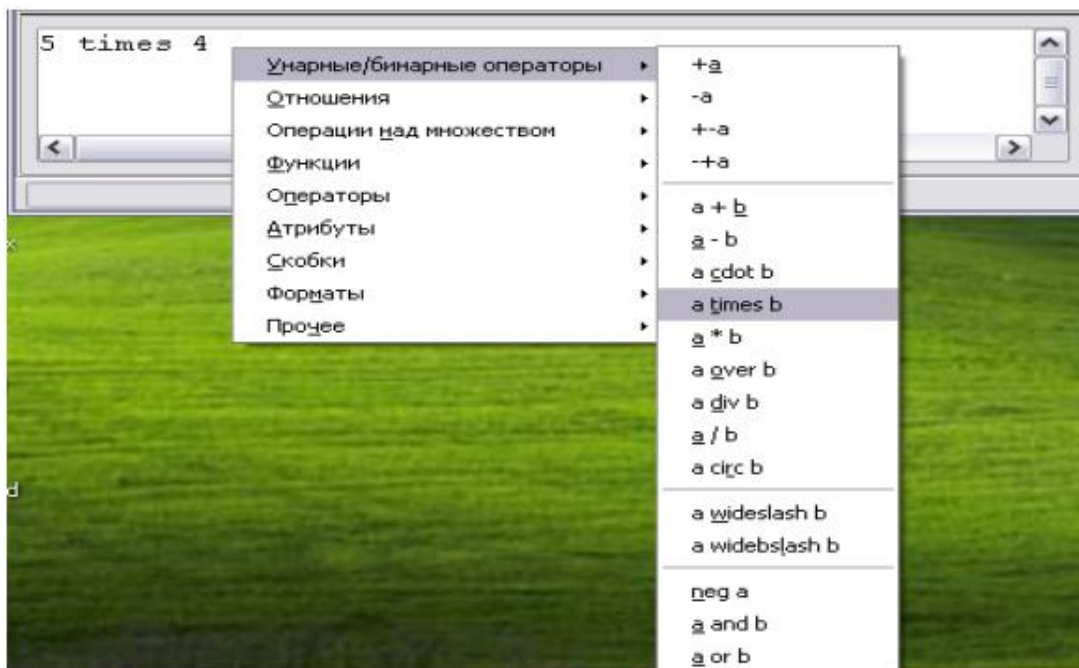 5 times 4
Унарные/бинарные операторы
Отношения
Операции над множеством
Функции
Операторы
Атрибуты
Скобки
Форматы
Прочее
+a
-a
+-a
-+a
a + b
a - b
a cdot b
a times b
a * b
a over b
a div b
a / b
a circ b
a wideslash b
a widebslash b
neg a
a and b
a or b
x
d